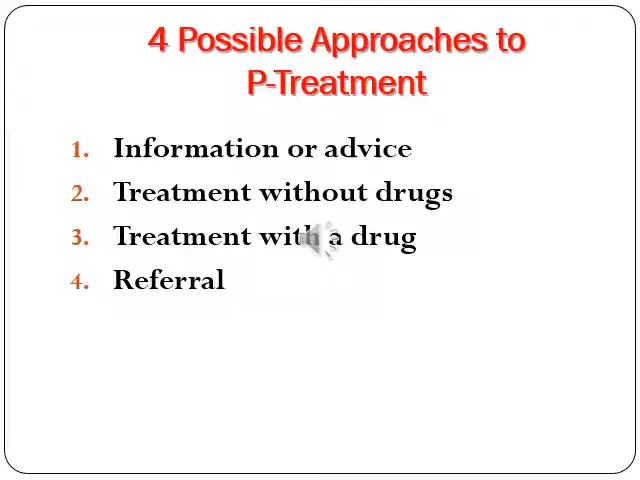 4 Possible Approaches to
P-Treatment
1. Information or advice
2. Treatment without drugs
3. Treatment with a drug
4. Referral